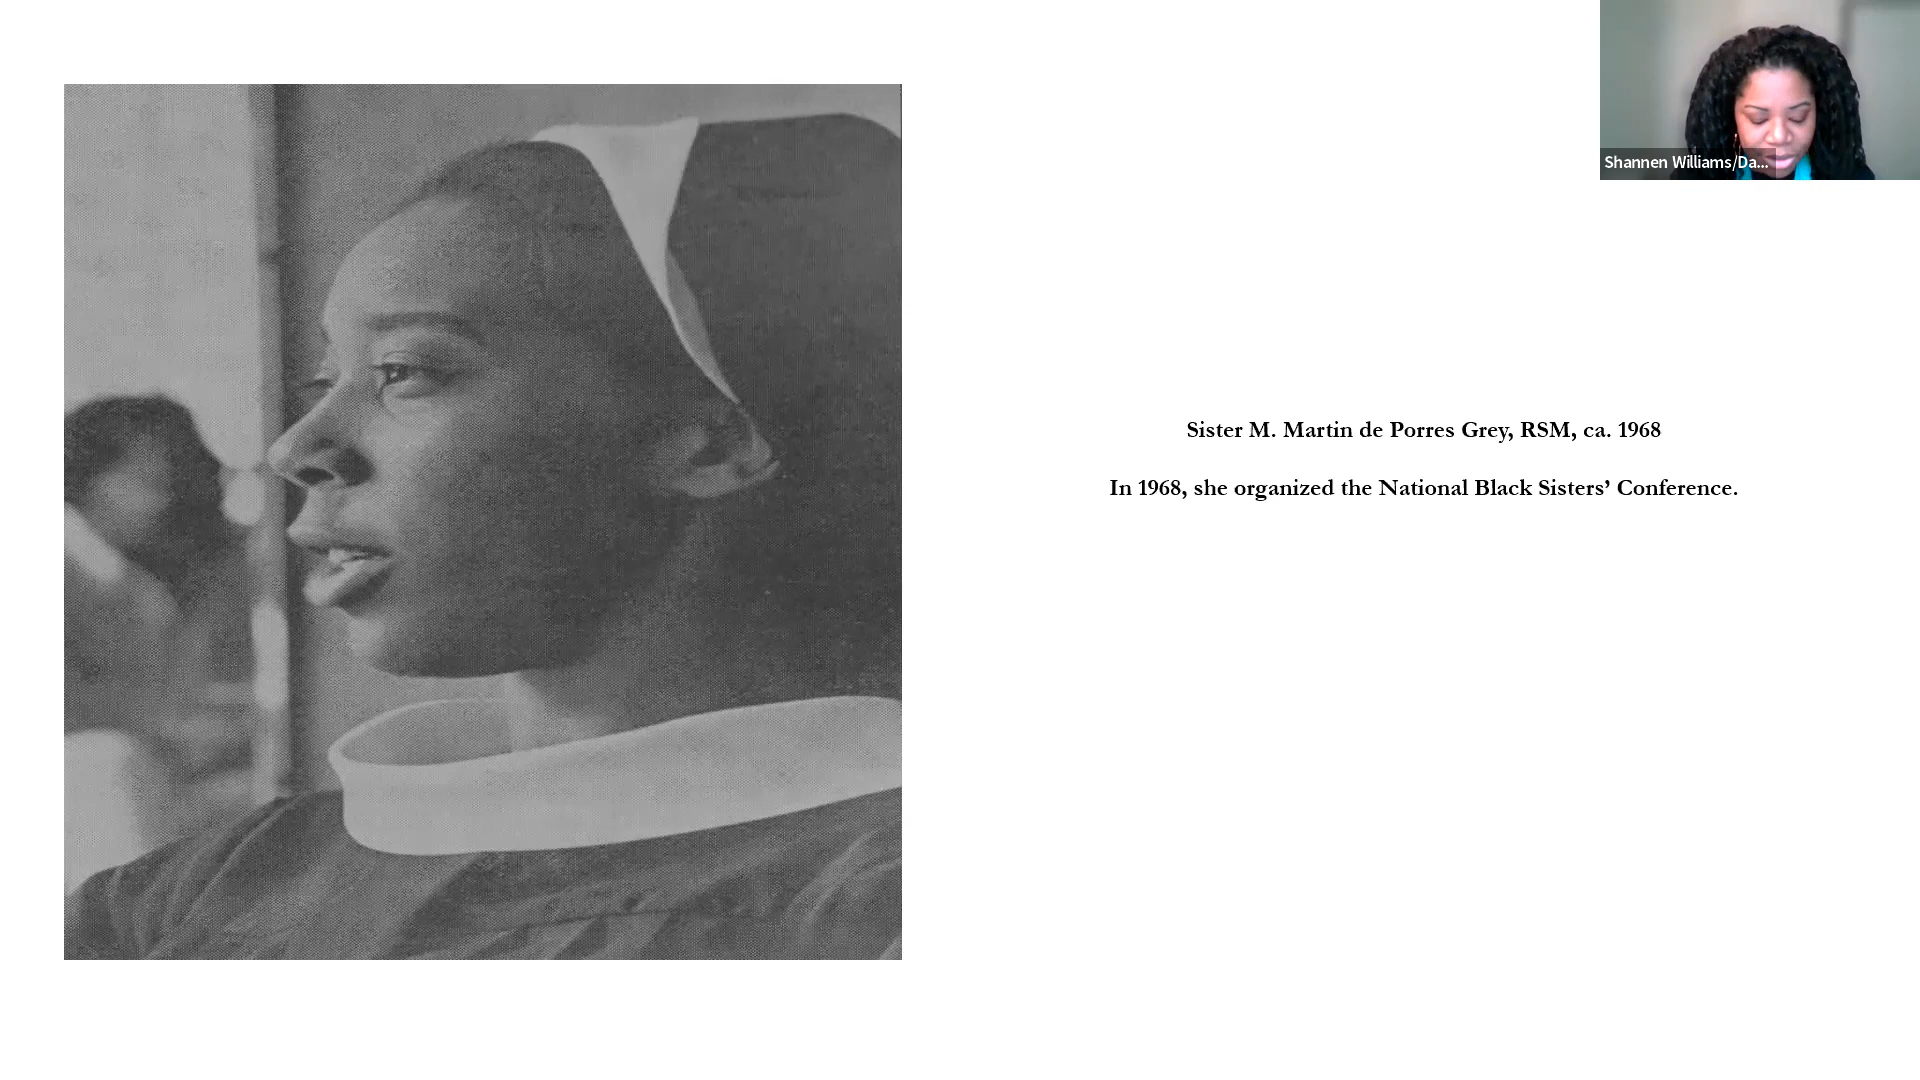 Shannen Williams/Da...
Sister M. Martin de Porres Grey, RSM, ca. 1968
In 1968, she organized the National Black Sisters’ Conference.